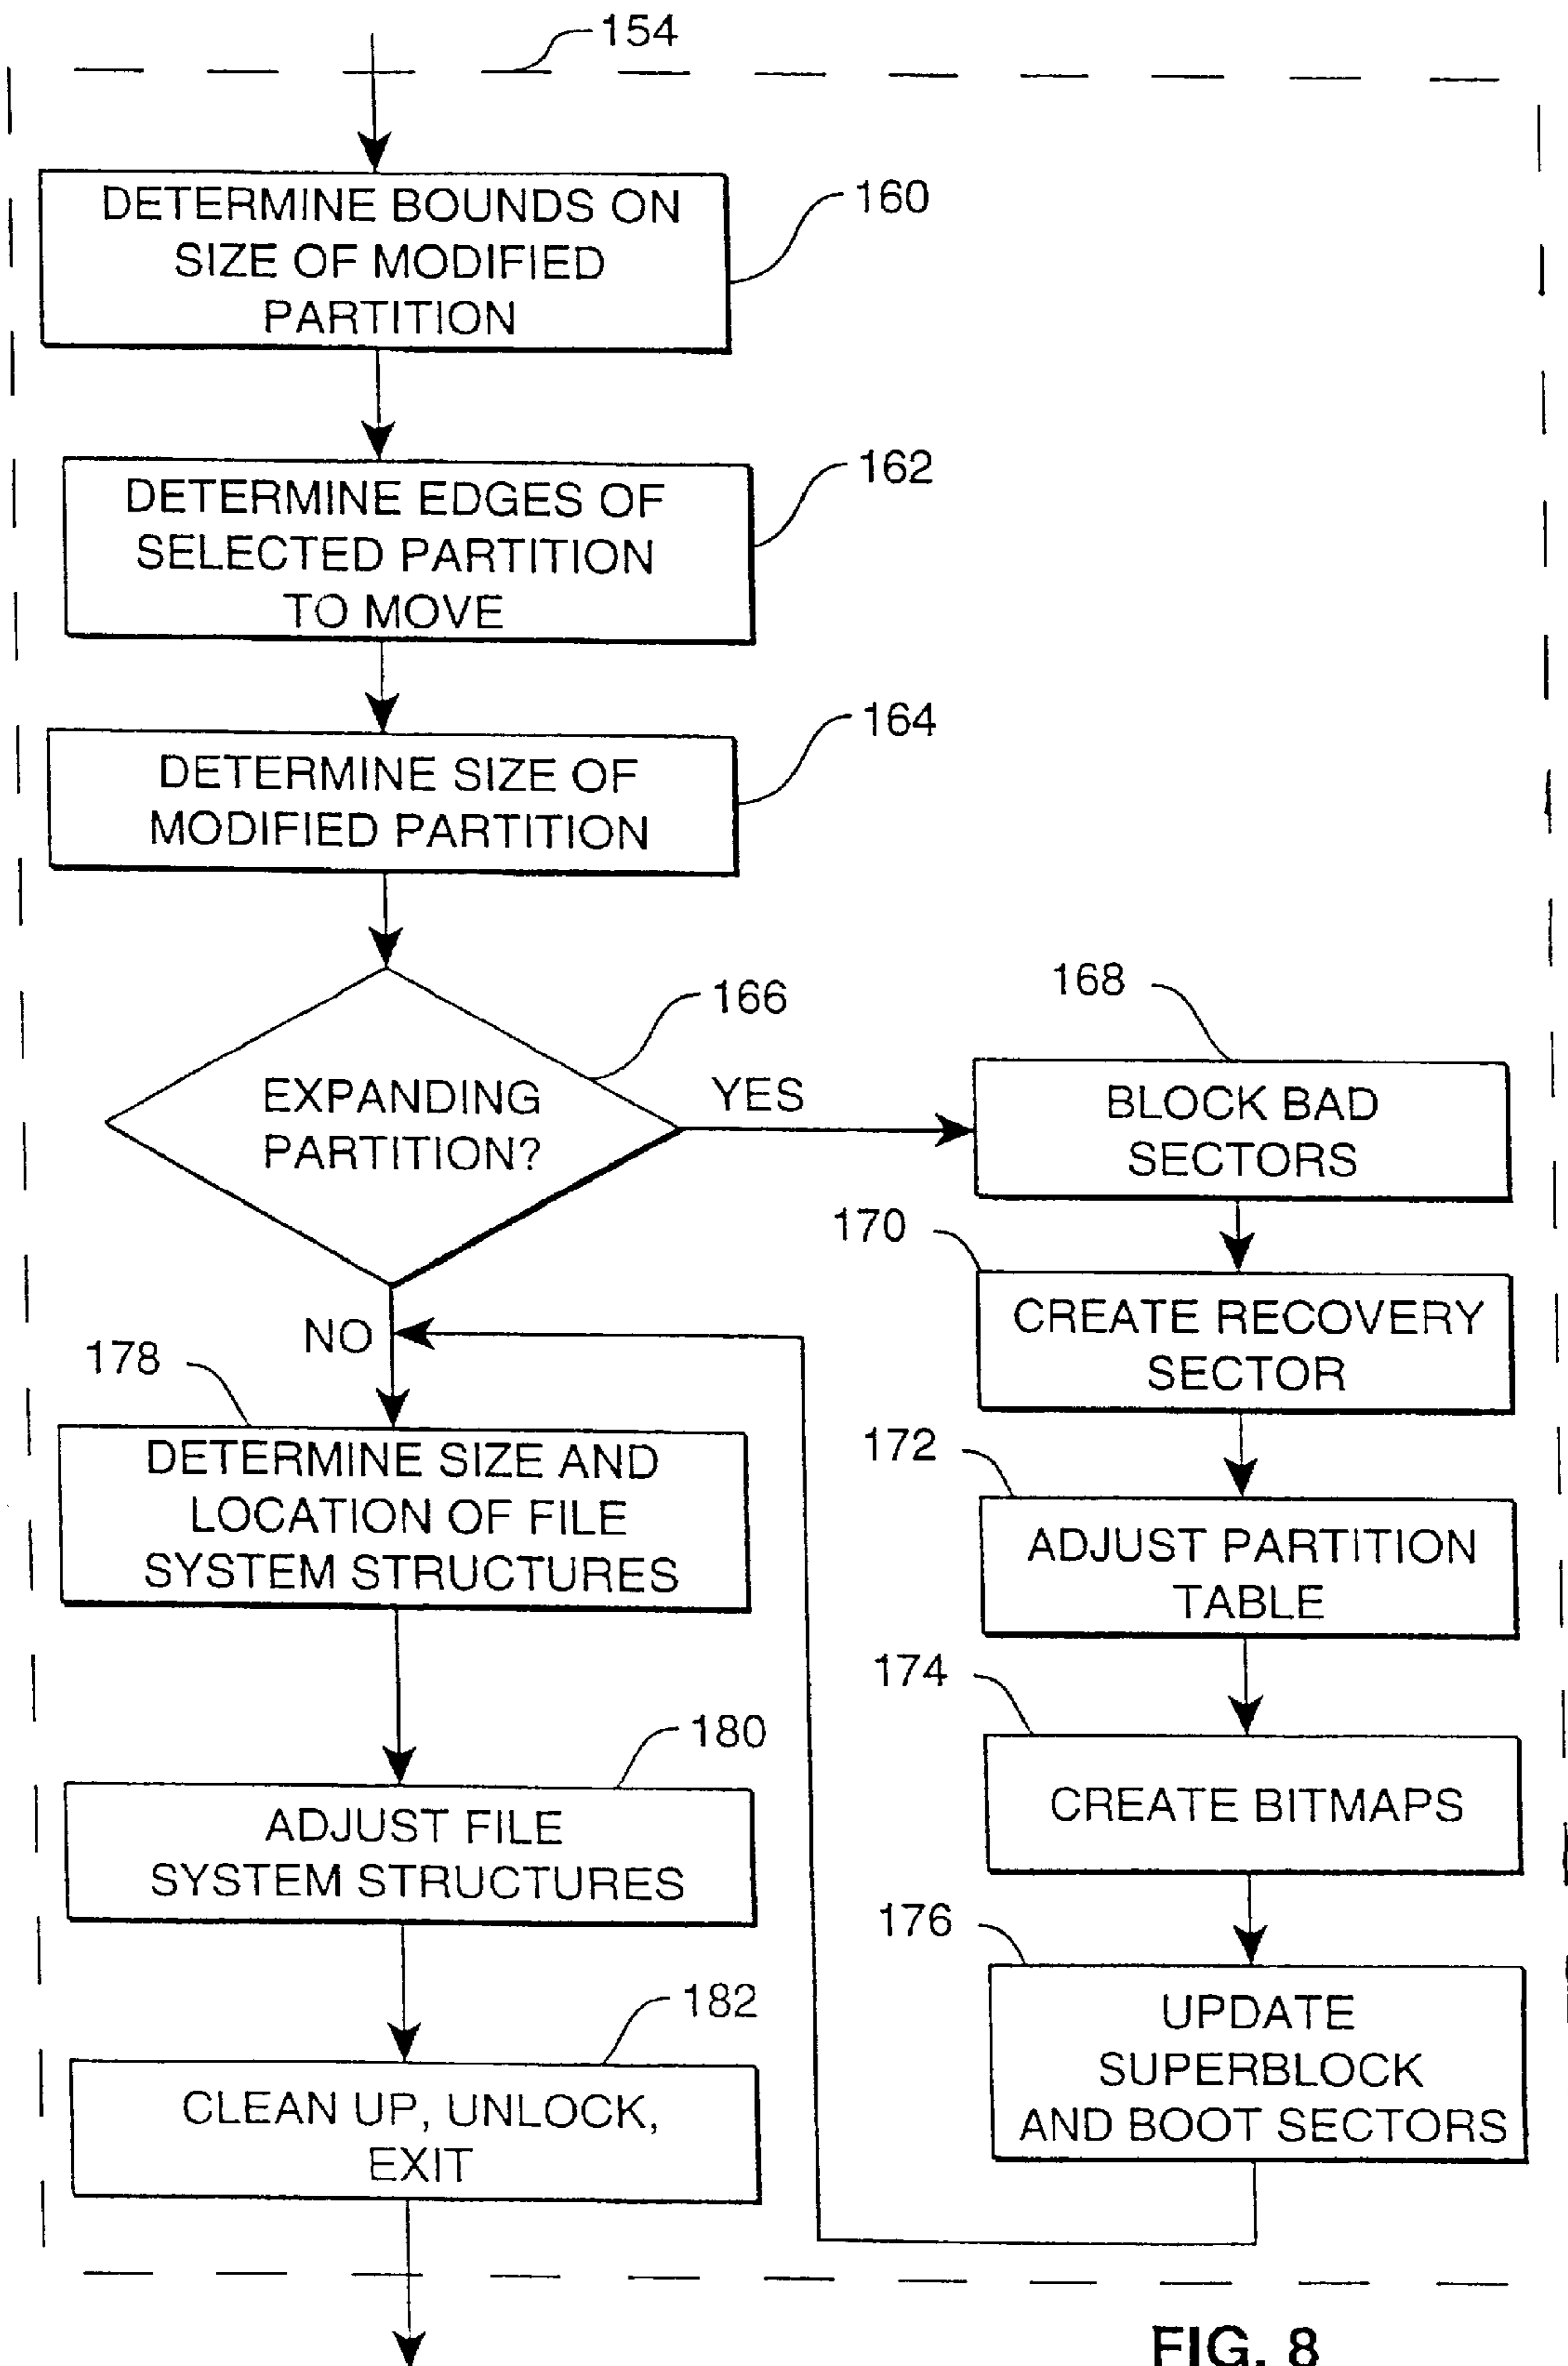 154
DETERMINE BOUNDS ON
SIZE OF MODIFIED
PARTITION
160
DETERMINE EDGES OF
SELECTED PARTITION
TO MOVE
162
DETERMINE SIZE OF
MODIFIED PARTITION
164
EXPANDING
PARTITION?
166
YES
168
BLOCK BAD
SECTORS
170
CREATE RECOVERY
SECTOR
172
ADJUST PARTITION
TABLE
174
CREATE BITMAPS
176
UPDATE
SUPERBLOCK
AND BOOT SECTORS
NO
178
DETERMINE SIZE AND
LOCATION OF FILE
SYSTEM STRUCTURES
180
ADJUST FILE
SYSTEM STRUCTURES
182
CLEAN UP, UNLOCK,
EXIT
FIG. 8